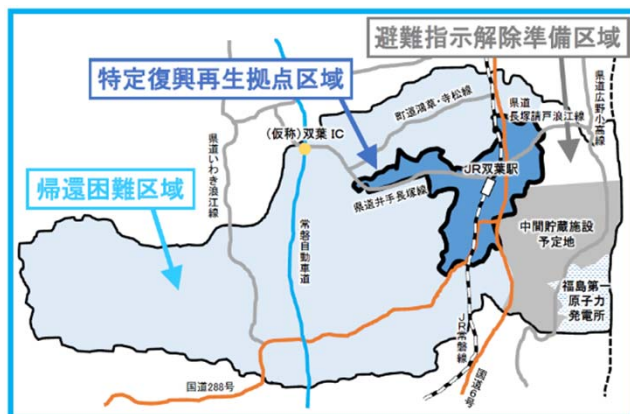 避難指示解除準備区域
特定復興再生拠点区域
県道
長塚請戸浪江線
県道広野小高線
町道鴻草・寺松線
(仮称)双葉 IC
県道いわき浪江線
JR双葉駅
県道井手長塚線
帰還困難区域
常磐自動車道
中間貯蔵施設
予定地
福島第一
原子力
発電所
JR常磐線
国道6号
国道288号